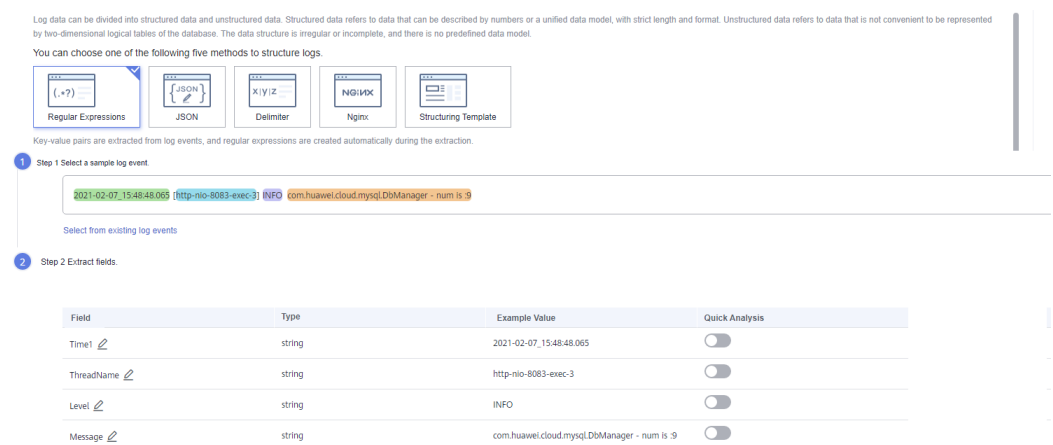 Log data can be divided into structured data and unstructured data. Structured data refers to data that can be described by numbers or a unified data model, with strict length and format. Unstructured data refers to data that is not convenient to be represented
by two-dimensional logical tables of the database. The data structure is irregular or incomplete, and there is no predefined data model.
You can choose one of the following five methods to structure logs.
(.*?)
JSON
X|y|z
NGINX
Regular Expressions
JSON
Delimiter
Nginx
Structuring Template
Key-value pairs are extracted from log events, and regular expressions are created automatically during the extraction.
1 Step 1 Select a sample log event.
2021-02-07_15:48:48.065 [http-nio-8083-exec-3] INFO com.huawei.cloud.mysql.DbManager - num is :9
Select from existing log events
2 Step 2 Extract fields.
Field Type Example Value Quick Analysis
Time1 string 2021-02-07_15:48:48.065
ThreadName string http-nio-8083-exec-3
Level string INFO
Message string com.huawei.cloud.mysql.DbManager - num is :9